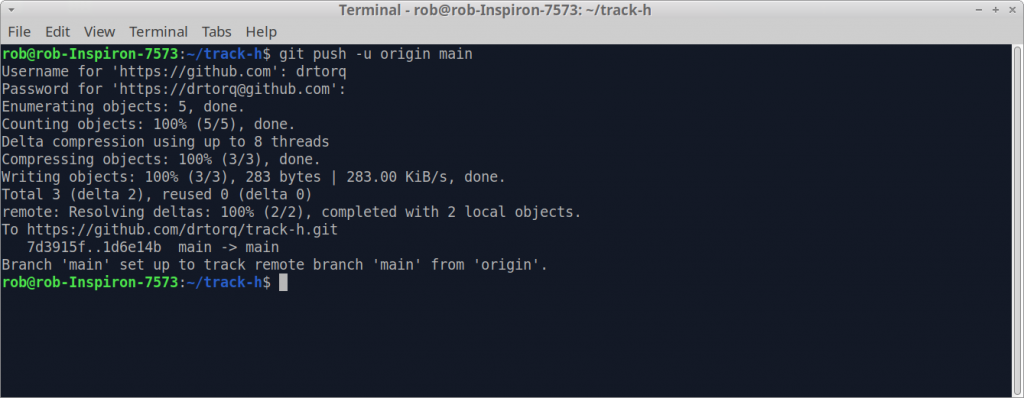 Terminal - rob@rob-Inspiron-7573: ~/track-h
File Edit View Terminal Tabs Help
rob@rob-Inspiron-7573:~/track-h$ git push -u origin main
Username for 'https://github.com': drtorq
Password for 'https://drtorq@github.com':
Enumerating objects: 5, done.
Counting objects: 100% (5/5), done.
Delta compression using up to 8 threads
Compressing objects: 100% (3/3), done.
Writing objects: 100% (3/3), 283 bytes | 283.00 KiB/s, done.
Total 3 (delta 2), reused 0 (delta 0)
remote: Resolving deltas: 100% (2/2), completed with 2 local objects.
To https://github.com/drtorq/track-h.git
   7d3915f..1d6e14b  main -> main
Branch 'main' set up to track remote branch 'main' from 'origin'.
rob@rob-Inspiron-7573:~/track-h$